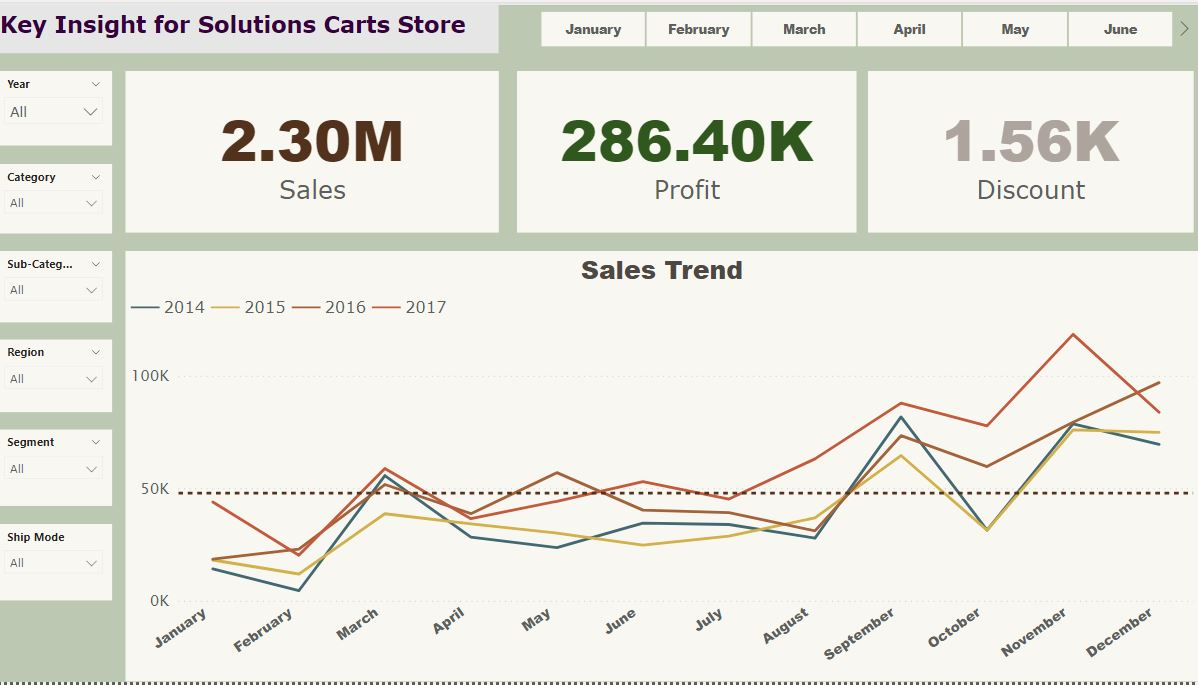 Key Insight for Solutions Carts Store
January February March April May June
Year
All
Category
All
Sub-Categ...
All
Region
All
Segment
All
Ship Mode
All
2.30M
Sales
286.40K
Profit
1.56K
Discount
Sales Trend
2014 2015 2016 2017
100K
50K
0K
January February March April May June July August September October November December